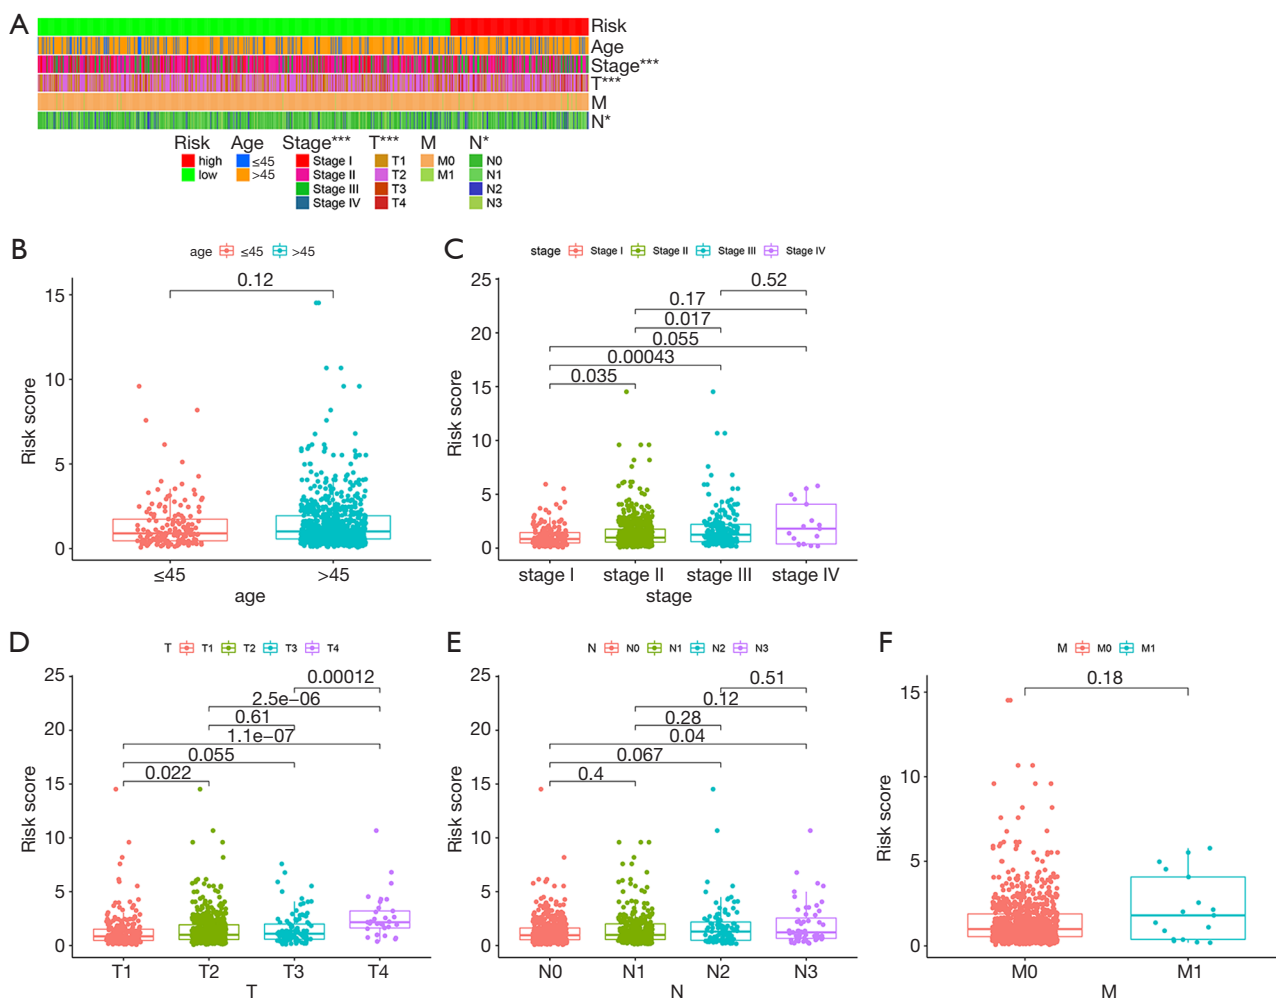 A
Risk
Age
Stage***
T***
M
N*
Risk Age Stage*** T*** M N*
high ≤45 Stage I T1 M0 N0
low >45 Stage II T2 M1 N1
Stage III T3 N2
Stage IV T4 N3
B
age ≤45 >45
0.12
15
10
5
0
Risk score
≤45 >45
age
C
stage Stage I Stage II Stage III Stage IV
25
20
15
10
5
0
0.52
0.17
0.017
0.055
0.00043
0.035
Risk score
stage I stage II stage III stage IV
stage
D
T T1 T2 T3 T4
25
20
15
10
5
0
0.00012
2.5e−06
0.61
1.1e−07
0.055
0.022
Risk score
T1 T2 T3 T4
T
E
N N0 N1 N2 N3
25
20
15
10
5
0
0.51
0.12
0.28
0.04
0.067
0.4
Risk score
N0 N1 N2 N3
N
F
M M0 M1
0.18
15
10
5
0
Risk score
M0 M1
M